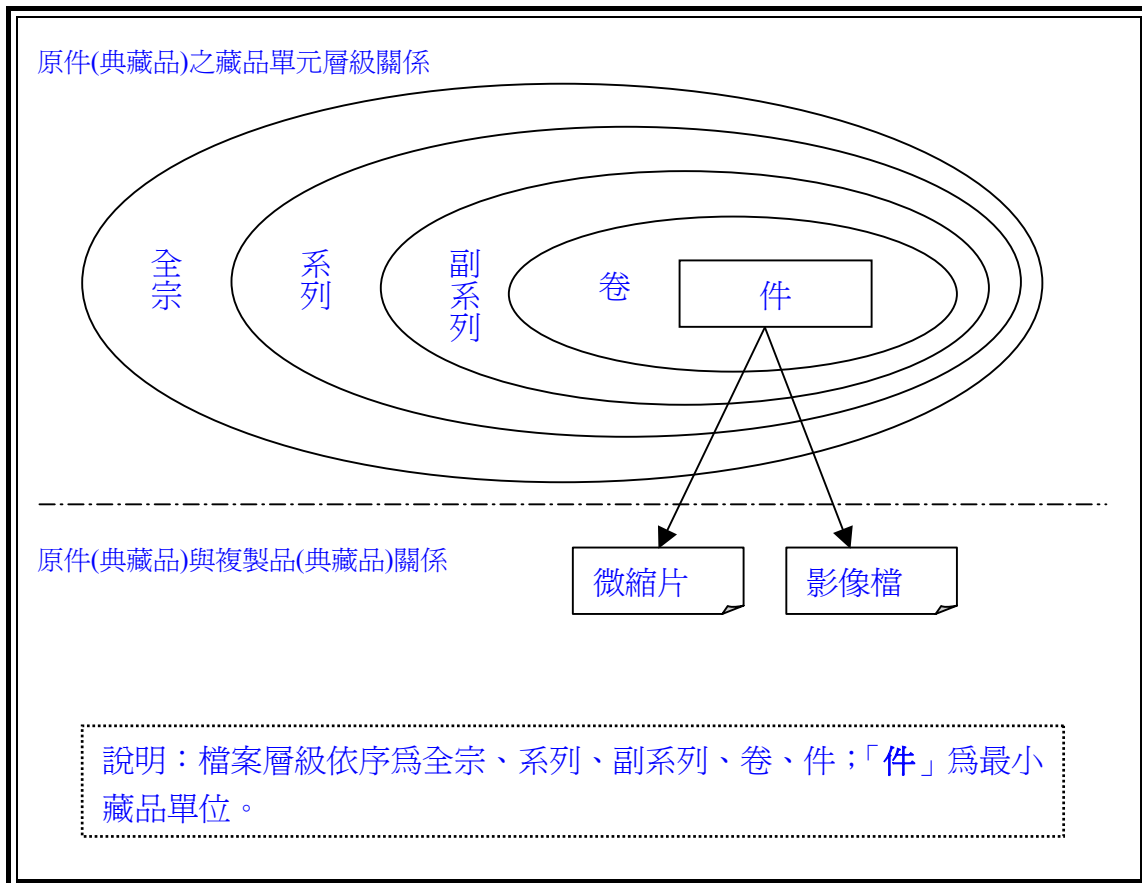 原件(典藏品)之藏品單元層級關係
全宗
系列
副系列
卷
件
原件(典藏品)與複製品(典藏品)關係
微縮片
影像檔
說明：檔案層級依序為全宗、系列、副系列、卷、件；「件」為最小
藏品單位。